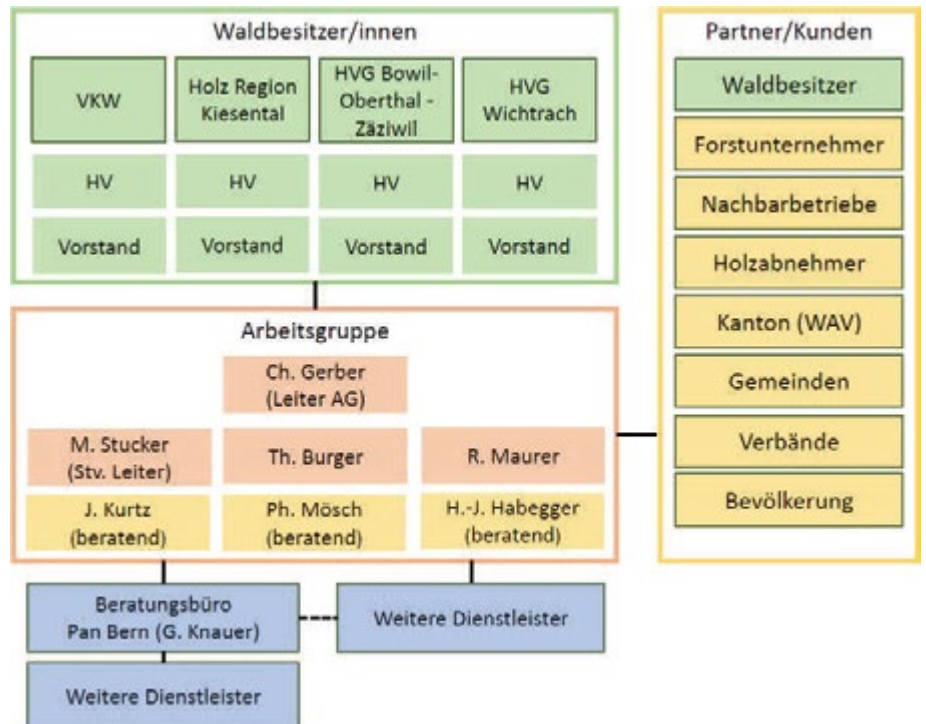 Waldbesitzer/innen
VKW
Holz Region
Kiesental
HVG Bowil-
Oberthal -
Zäziwil
HVG
Wichtrach
HV
HV
HV
HV
Vorstand
Vorstand
Vorstand
Vorstand
Arbeitsgruppe
Ch. Gerber
(Leiter AG)
M. Stucker
(Stv. Leiter)
Th. Burger
R. Maurer
J. Kurtz
(beratend)
Ph. Mösch
(beratend)
H.-J. Habegger
(beratend)
Beratungsbüro
Pan Bern (G. Knauer)
Weitere Dienstleister
Weitere Dienstleister
Partner/Kunden
Waldbesitzer
Forstunternehmer
Nachbarbetriebe
Holzabnehmer
Kanton (WAV)
Gemeinden
Verbände
Bevölkerung